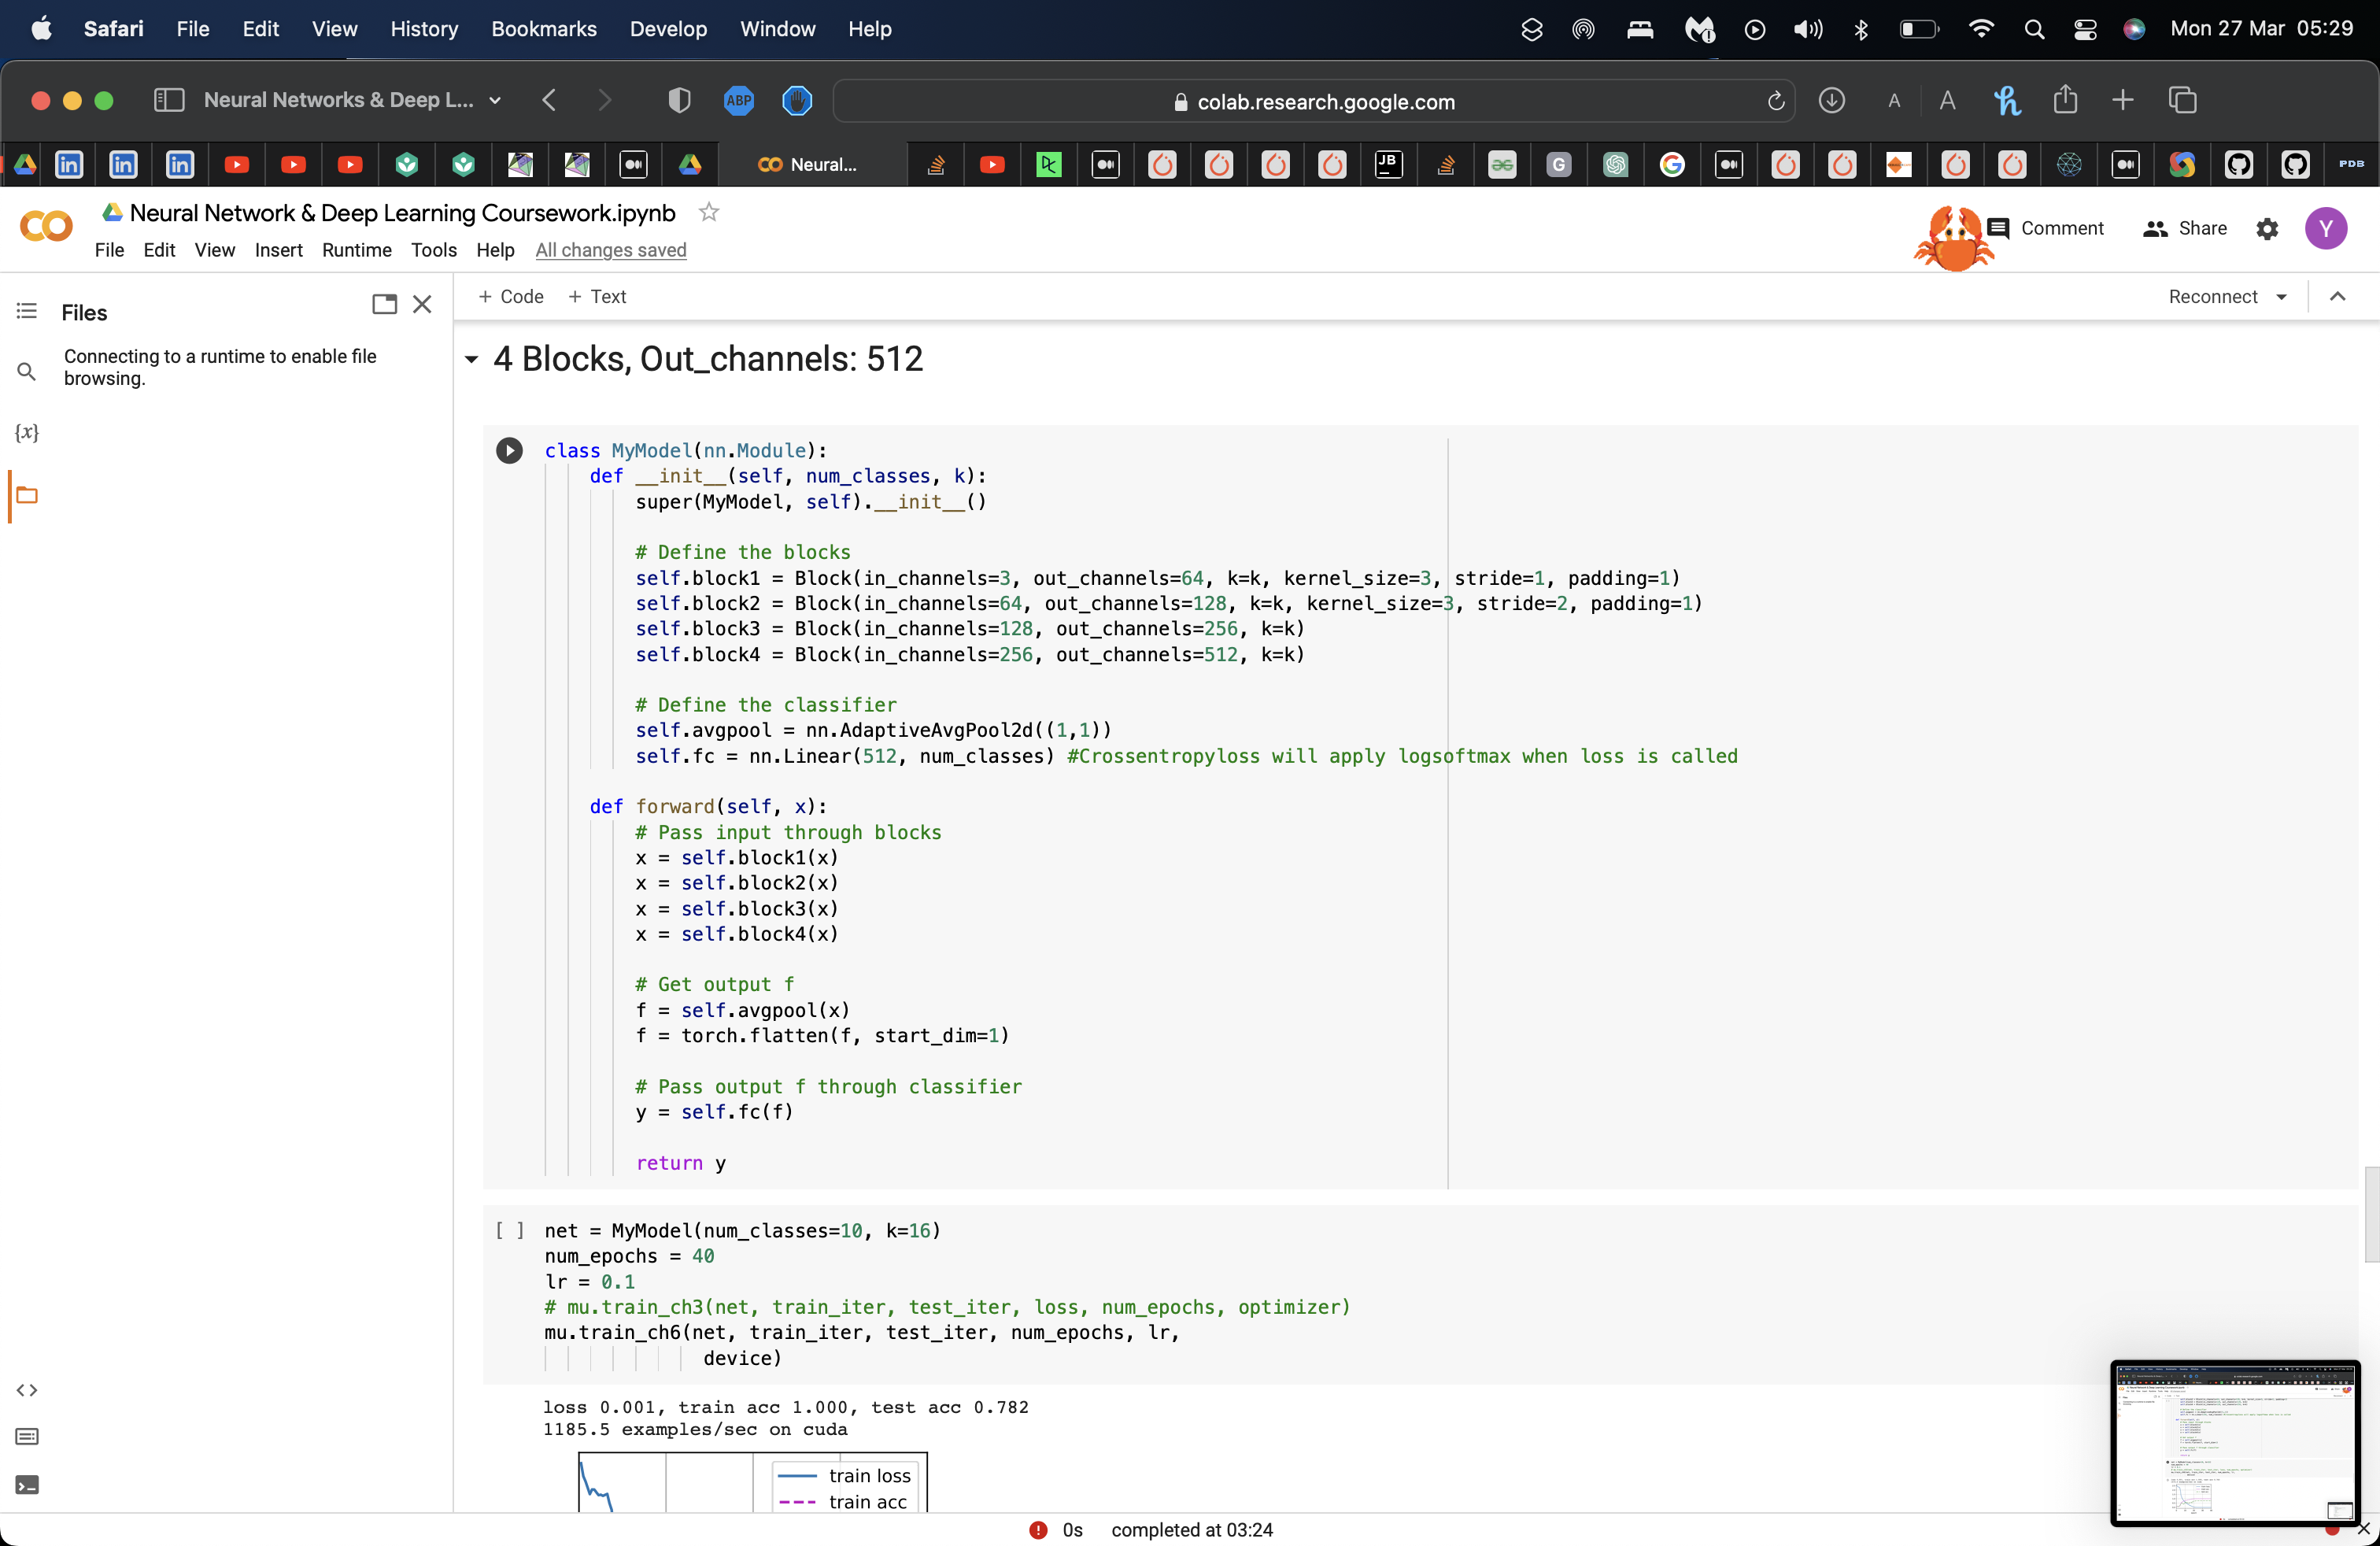 Safari File Edit View History Bookmarks Develop Window Help Mon 27 Mar 05:29
Neural Networks & Deep L... ABP colab.research.google.com A A
Neural... JB G PDB
Neural Network & Deep Learning Coursework.ipynb
Comment Share Y
File Edit View Insert Runtime Tools Help All changes saved
Files
+ Code + Text Reconnect
Connecting to a runtime to enable file
browsing.
4 Blocks, Out_channels: 512
{x}
class MyModel(nn.Module):
def __init__(self, num_classes, k):
super(MyModel, self).__init__()
# Define the blocks
self.block1 = Block(in_channels=3, out_channels=64, k=k, kernel_size=3, stride=1, padding=1)
self.block2 = Block(in_channels=64, out_channels=128, k=k, kernel_size=3, stride=2, padding=1)
self.block3 = Block(in_channels=128, out_channels=256, k=k)
self.block4 = Block(in_channels=256, out_channels=512, k=k)
# Define the classifier
self.avgpool = nn.AdaptiveAvgPool2d((1,1))
self.fc = nn.Linear(512, num_classes) #Crossentropyloss will apply logsoftmax when loss is called
def forward(self, x):
# Pass input through blocks
x = self.block1(x)
x = self.block2(x)
x = self.block3(x)
x = self.block4(x)
# Get output f
f = self.avgpool(x)
f = torch.flatten(f, start_dim=1)
# Pass output f through classifier
y = self.fc(f)
return y
[ ] net = MyModel(num_classes=10, k=16)
num_epochs = 40
lr = 0.1
# mu.train_ch3(net, train_iter, test_iter, loss, num_epochs, optimizer)
mu.train_ch6(net, train_iter, test_iter, num_epochs, lr,
device)
loss 0.001, train acc 1.000, test acc 0.782
1185.5 examples/sec on cuda
train loss
train acc
0s completed at 03:24